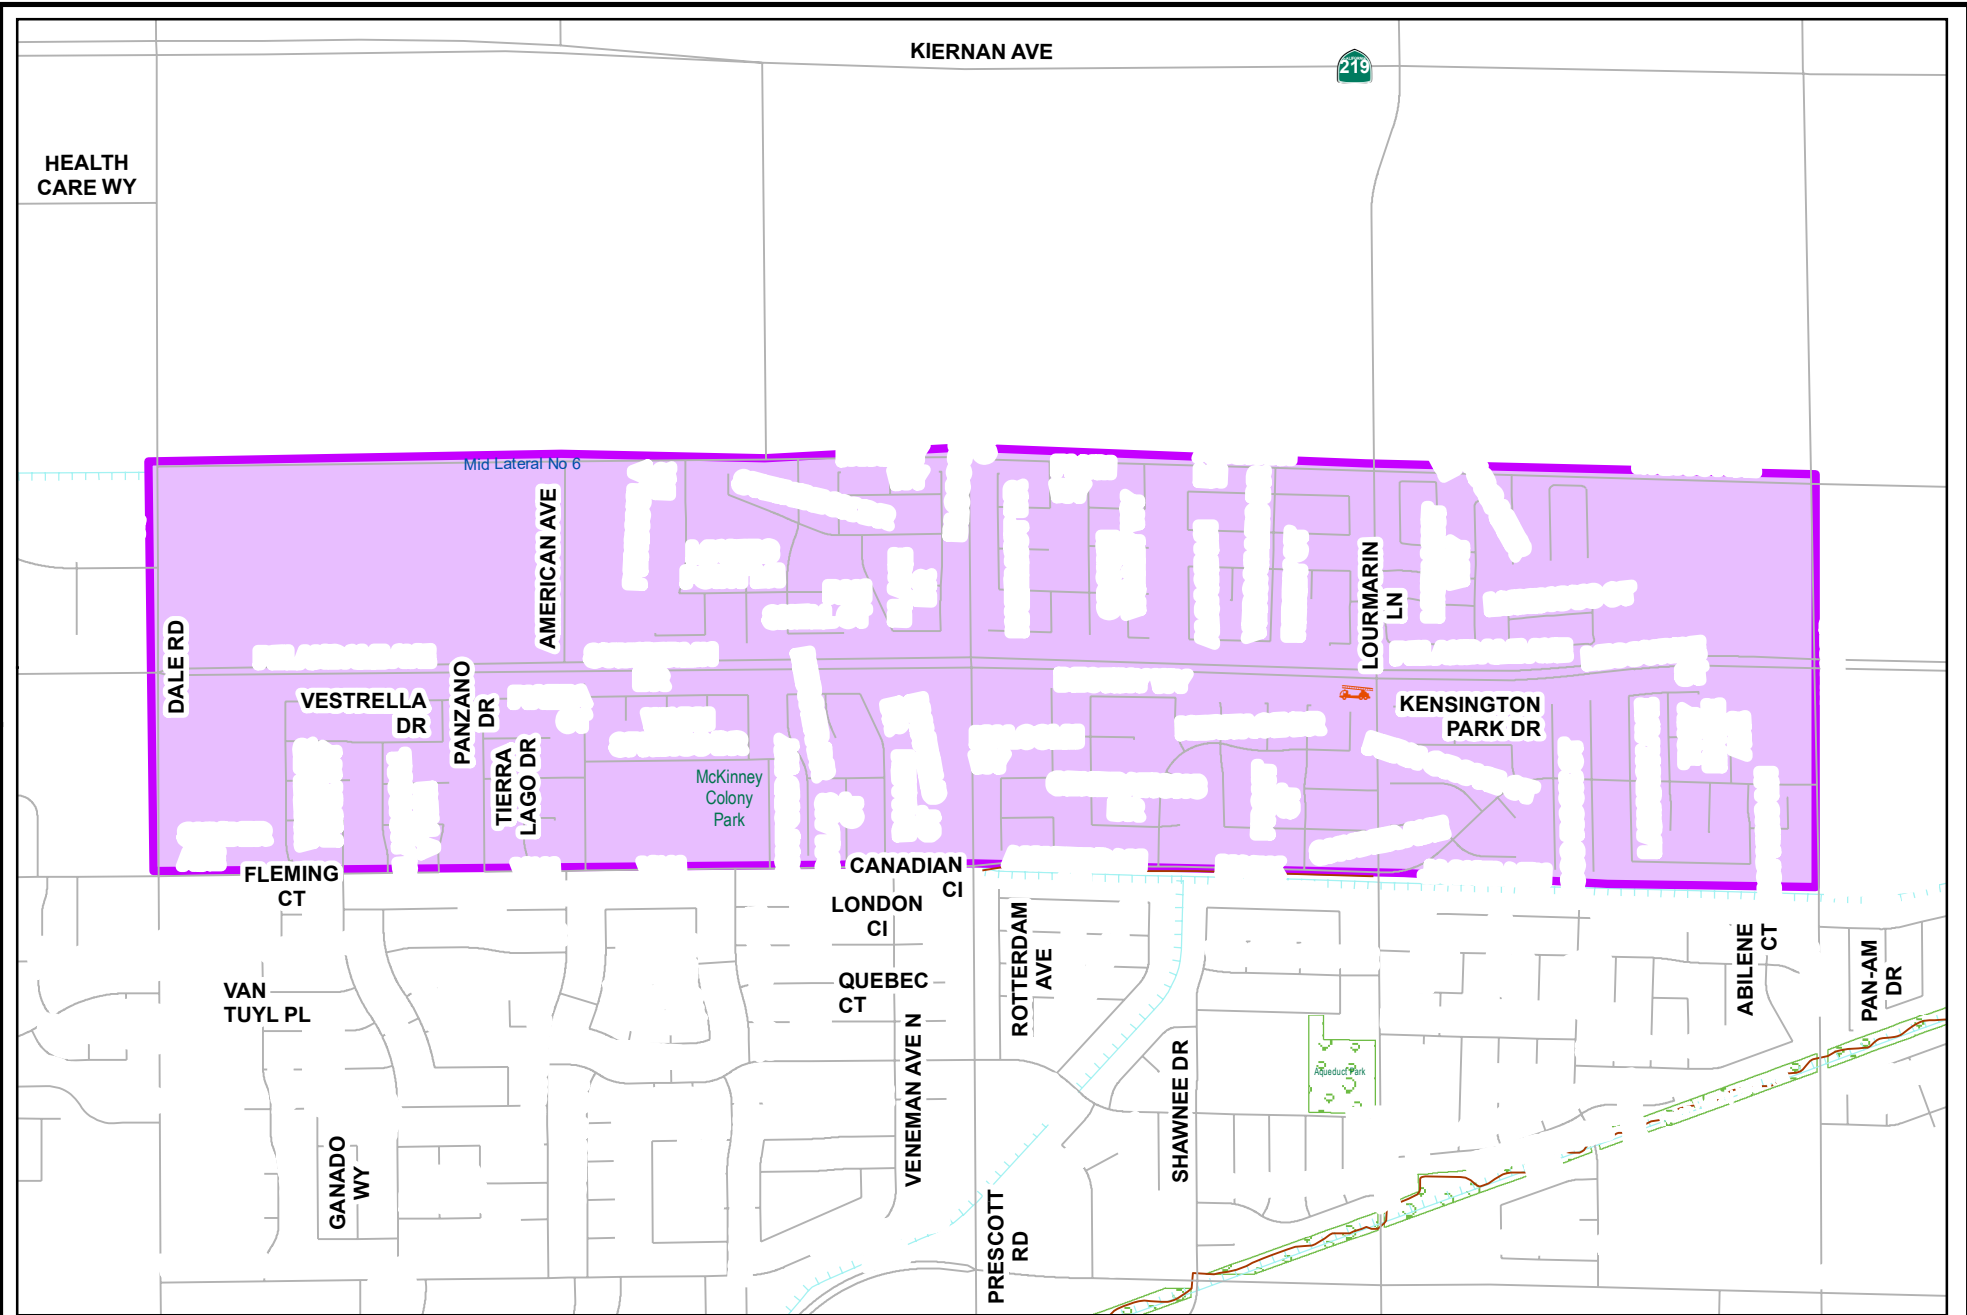 KIERNAN AVE
219
HEALTH
CARE WY
Mid Lateral No 6
AMERICAN AVE
LOURMARIN
LN
DALE RD
VESTRELLA
DR
PANZANO
DR
KENSINGTON
PARK DR
TIERRA
LAGO DR
McKinney
Colony
Park
FLEMING
CT
CANADIAN
CI
LONDON
CI
ROTTERDAM
AVE
ABILENE
CT
PAN-AM
DR
VAN
TUYL PL
QUEBEC
CT
VENEMAN AVE N
SHAWNEE DR
Aqueduct Park
GANADO
WY
PRESCOTT
RD